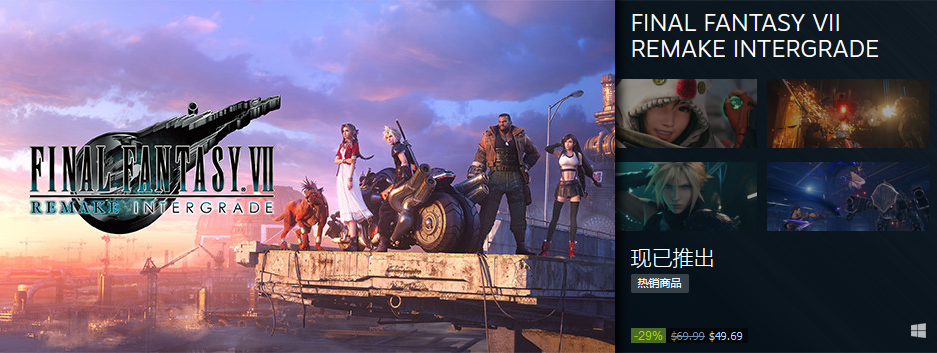 FINAL FANTASY VII
REMAKE INTERGRADE
FINAL FANTASY VII
REMAKE INTERGRADE
现已推出
热销商品
-29% $69.99 $49.69